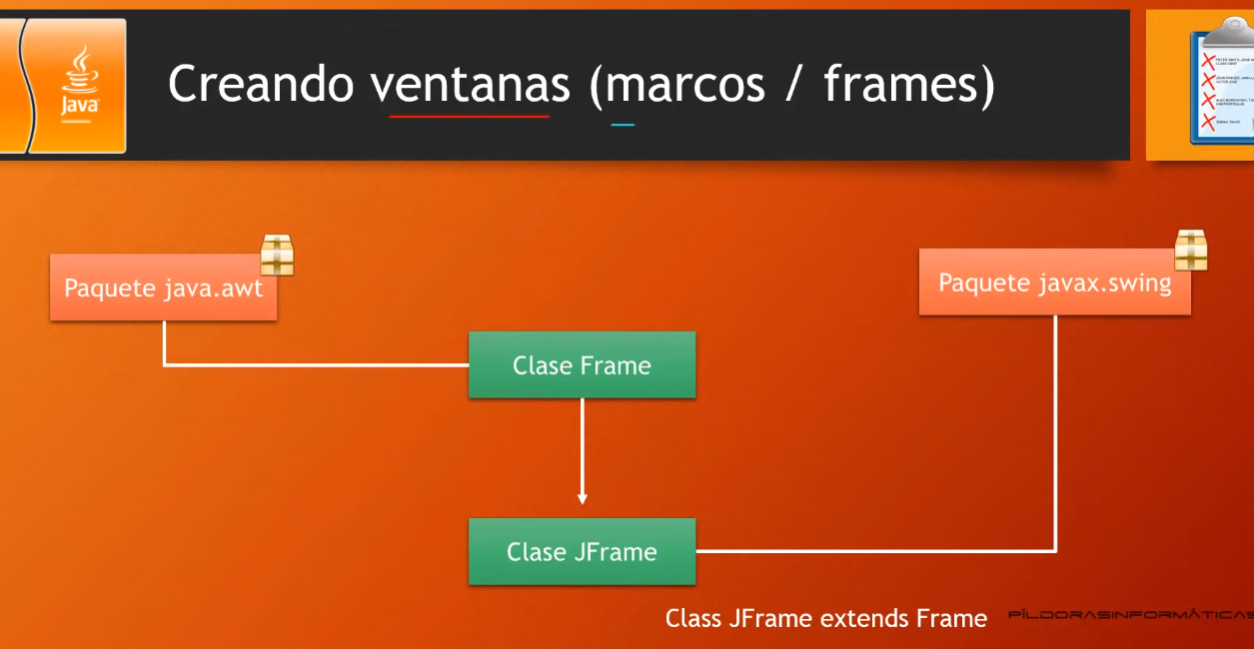 Java
Creando ventanas (marcos / frames)
Paquete java.awt
Paquete javax.swing
Clase Frame
Clase JFrame
Class JFrame extends Frame
PÍLDORASINFORMÁTICAS